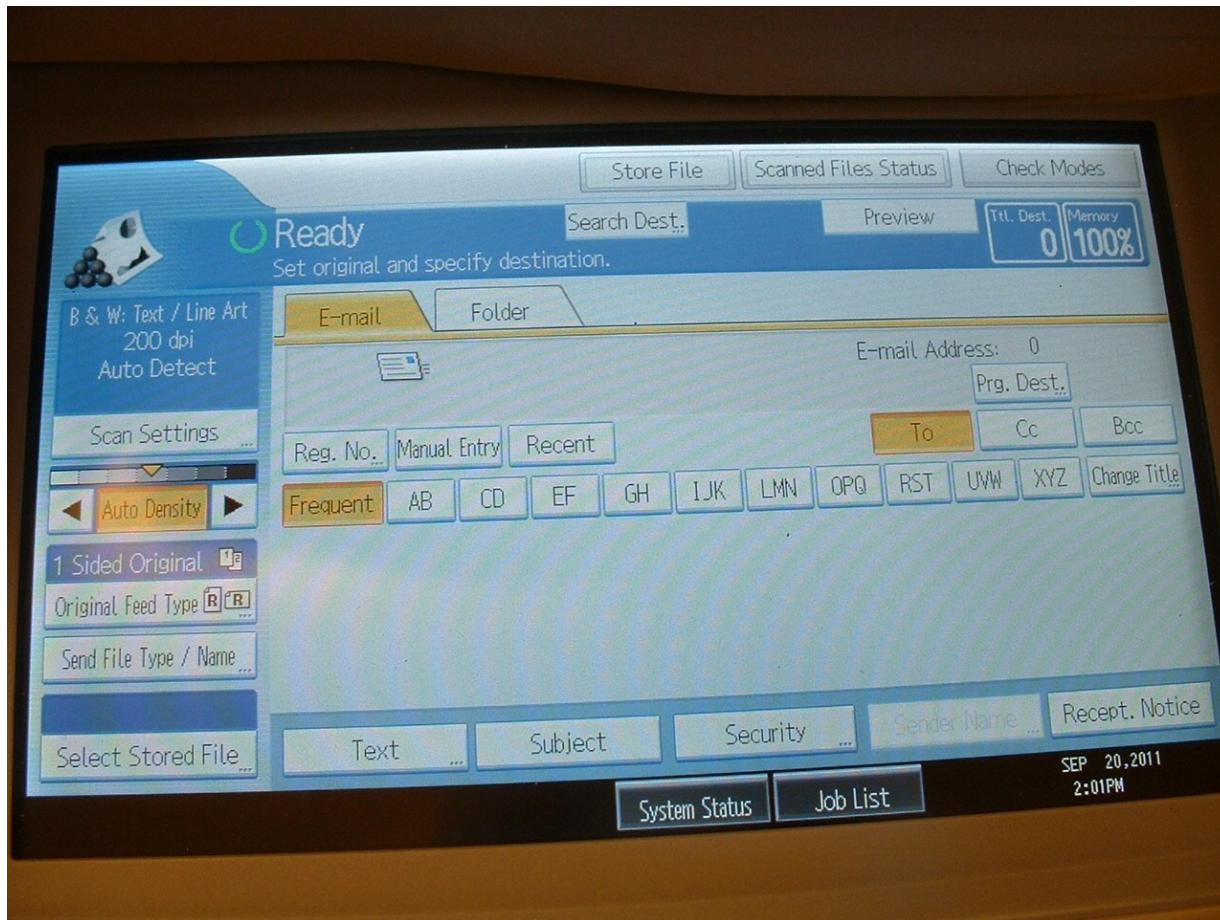 Store File Scanned Files Status Check Modes
Ready Search Dest. Preview Ttl. Dest. 0 Memory 100%
Set original and specify destination.
B & W: Text / Line Art
200 dpi
Auto Detect
Scan Settings
Auto Density
1 Sided Original
Original Feed Type R R
Send File Type / Name
Select Stored File
E-mail Folder
E-mail Address: 0
Prg. Dest.
Reg. No. Manual Entry Recent To Cc Bcc
Frequent AB CD EF GH IJK LMN OPQ RST UVW XYZ Change Title
Text Subject Security Sender Name Recept. Notice
System Status Job List
SEP 20,2011
2:01PM